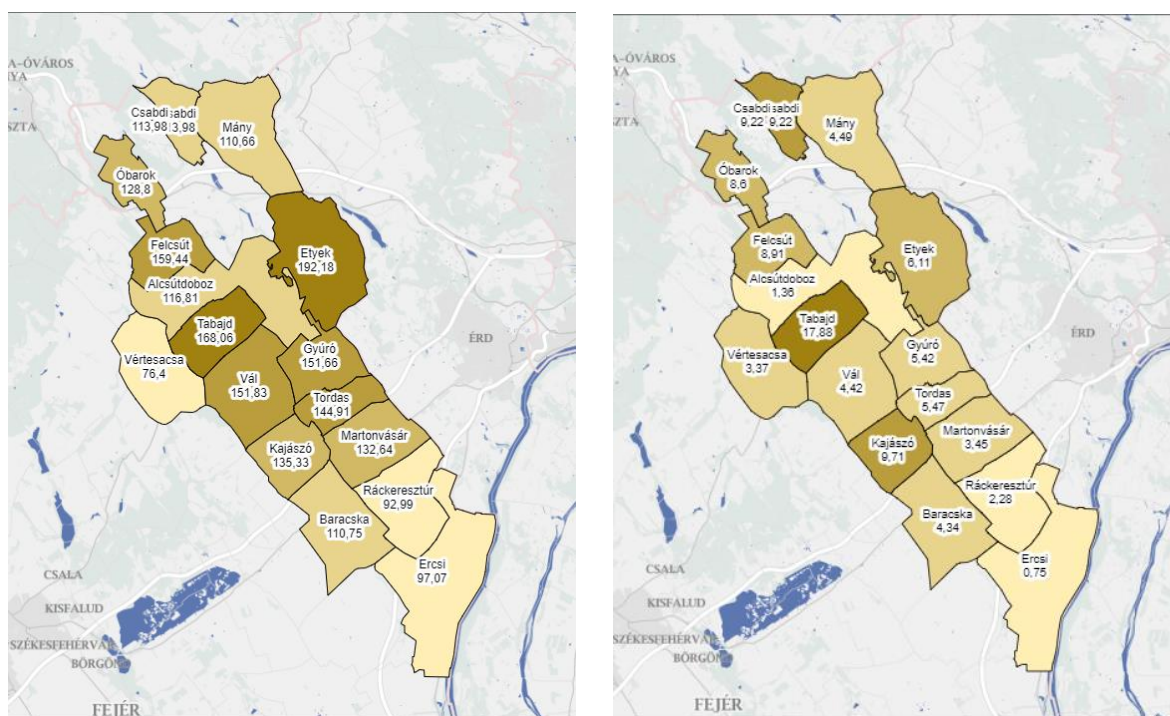 A–ÓVÁROS
YA
SZTA
Csabdi
sabdi
113,98
3,98
Mány
110,66
Óbarok
128,8
Felcsút
159,44
Etyek
192,18
Alcsútdoboz
116,81
Tabajd
168,06
Vértesacsa
76,4
Gyúró
151,66
ÉRD
Vál
151,83
Tordas
144,91
Martonvásár
132,64
Kajászó
135,33
Ráckeresztúr
92,99
Baracska
110,75
Ercsi
97,07
CSALA
KISFALUD
SZÉKESFEHÉRVÁR
BÖRGÖN
FEJÉR
A–ÓVÁROS
YA
SZTA
Csabdi
sabdi
9,22
9,22
Mány
4,49
Óbarok
8,6
Felcsút
8,91
Etyek
6,11
Alcsútdoboz
1,36
Tabajd
17,88
Vértesacsa
3,37
Gyúró
5,42
ÉRD
Vál
4,42
Tordas
5,47
Martonvásár
3,45
Kajászó
9,71
Ráckeresztúr
2,28
Baracska
4,34
Ercsi
0,75
CSALA
KISFALUD
SZÉKESFEHÉRVÁR
BÖRGÖN
FEJÉR